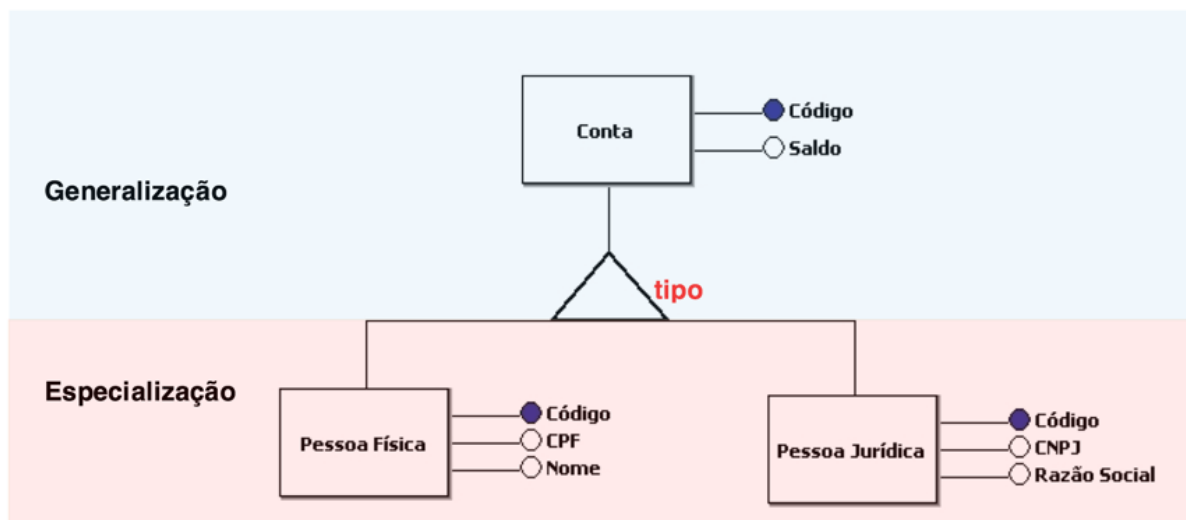 Conta
Código
Saldo
Generalização
tipo
Especialização
Pessoa Física
Código
CPF
Nome
Pessoa Jurídica
Código
CNPJ
Razão Social